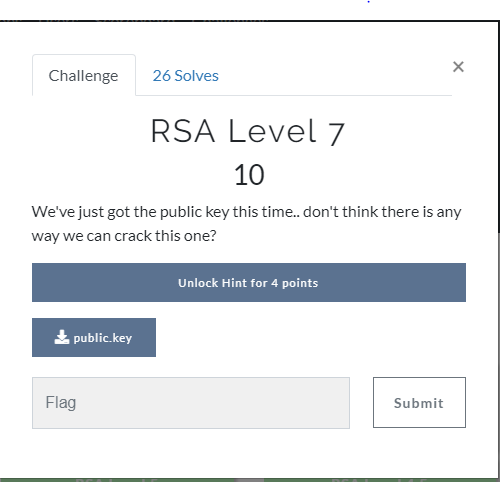 Challenge
26 Solves
×
RSA Level 7
10
We've just got the public key this time.. don't think there is any
way we can crack this one?
Unlock Hint for 4 points
public.key
Flag
Submit